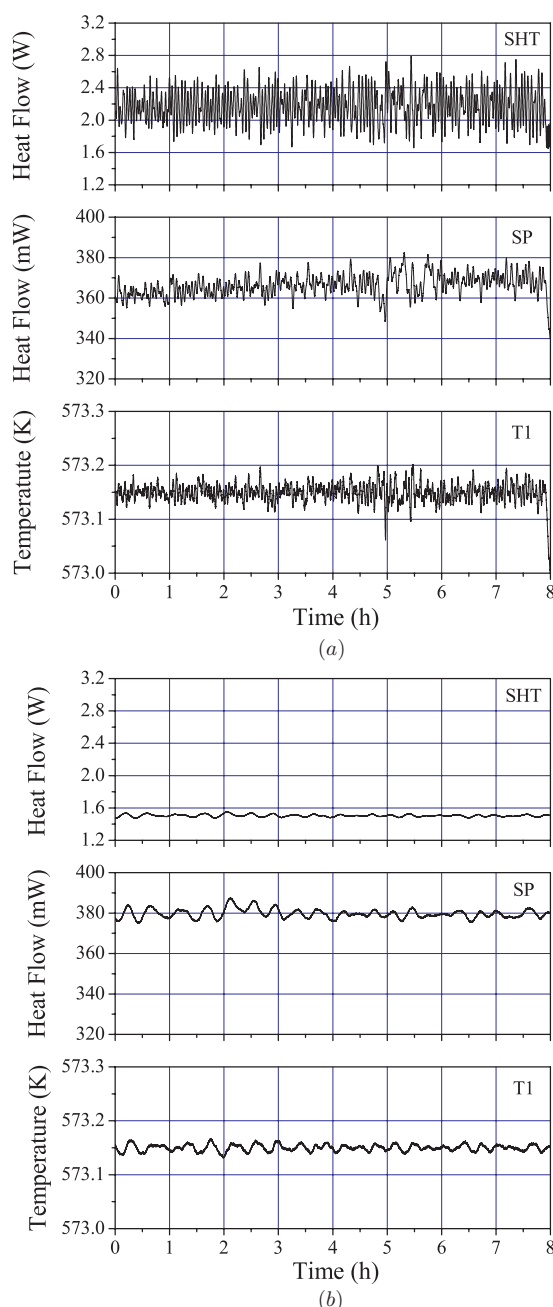 3.2
SHT
2.8
2.4
2.0
1.6
1.2
Heat Flow (W)
400
SP
380
360
340
320
Heat Flow (mW)
573.3
T1
573.2
573.1
573.0
Temperatute (K)
0 1 2 3 4 5 6 7 8
Time (h)
(a)
3.2
SHT
2.8
2.4
2.0
1.6
1.2
Heat Flow (W)
400
SP
380
360
340
320
Heat Flow (mW)
573.3
T1
573.2
573.1
573.0
Temperature (K)
0 1 2 3 4 5 6 7 8
Time (h)
(b)